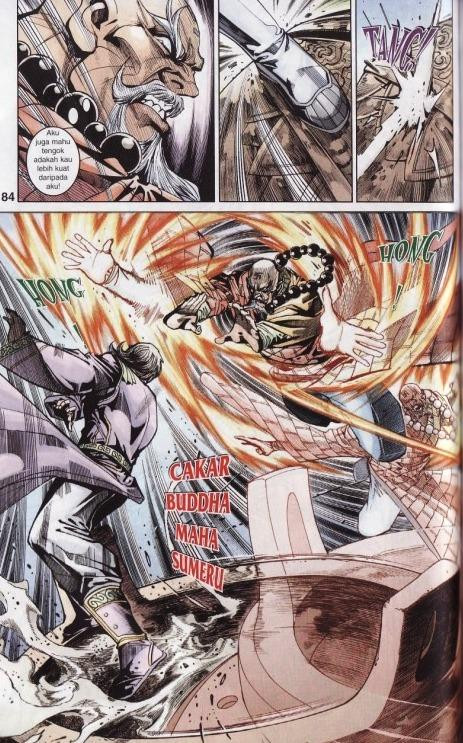 Aku
juga mahu
tengok
adakah kau
lebih kuat
daripada
aku!
TANG!
84
HONG
!
HONG
!
CAKAR
BUDDHA
MAHA
SUMERU